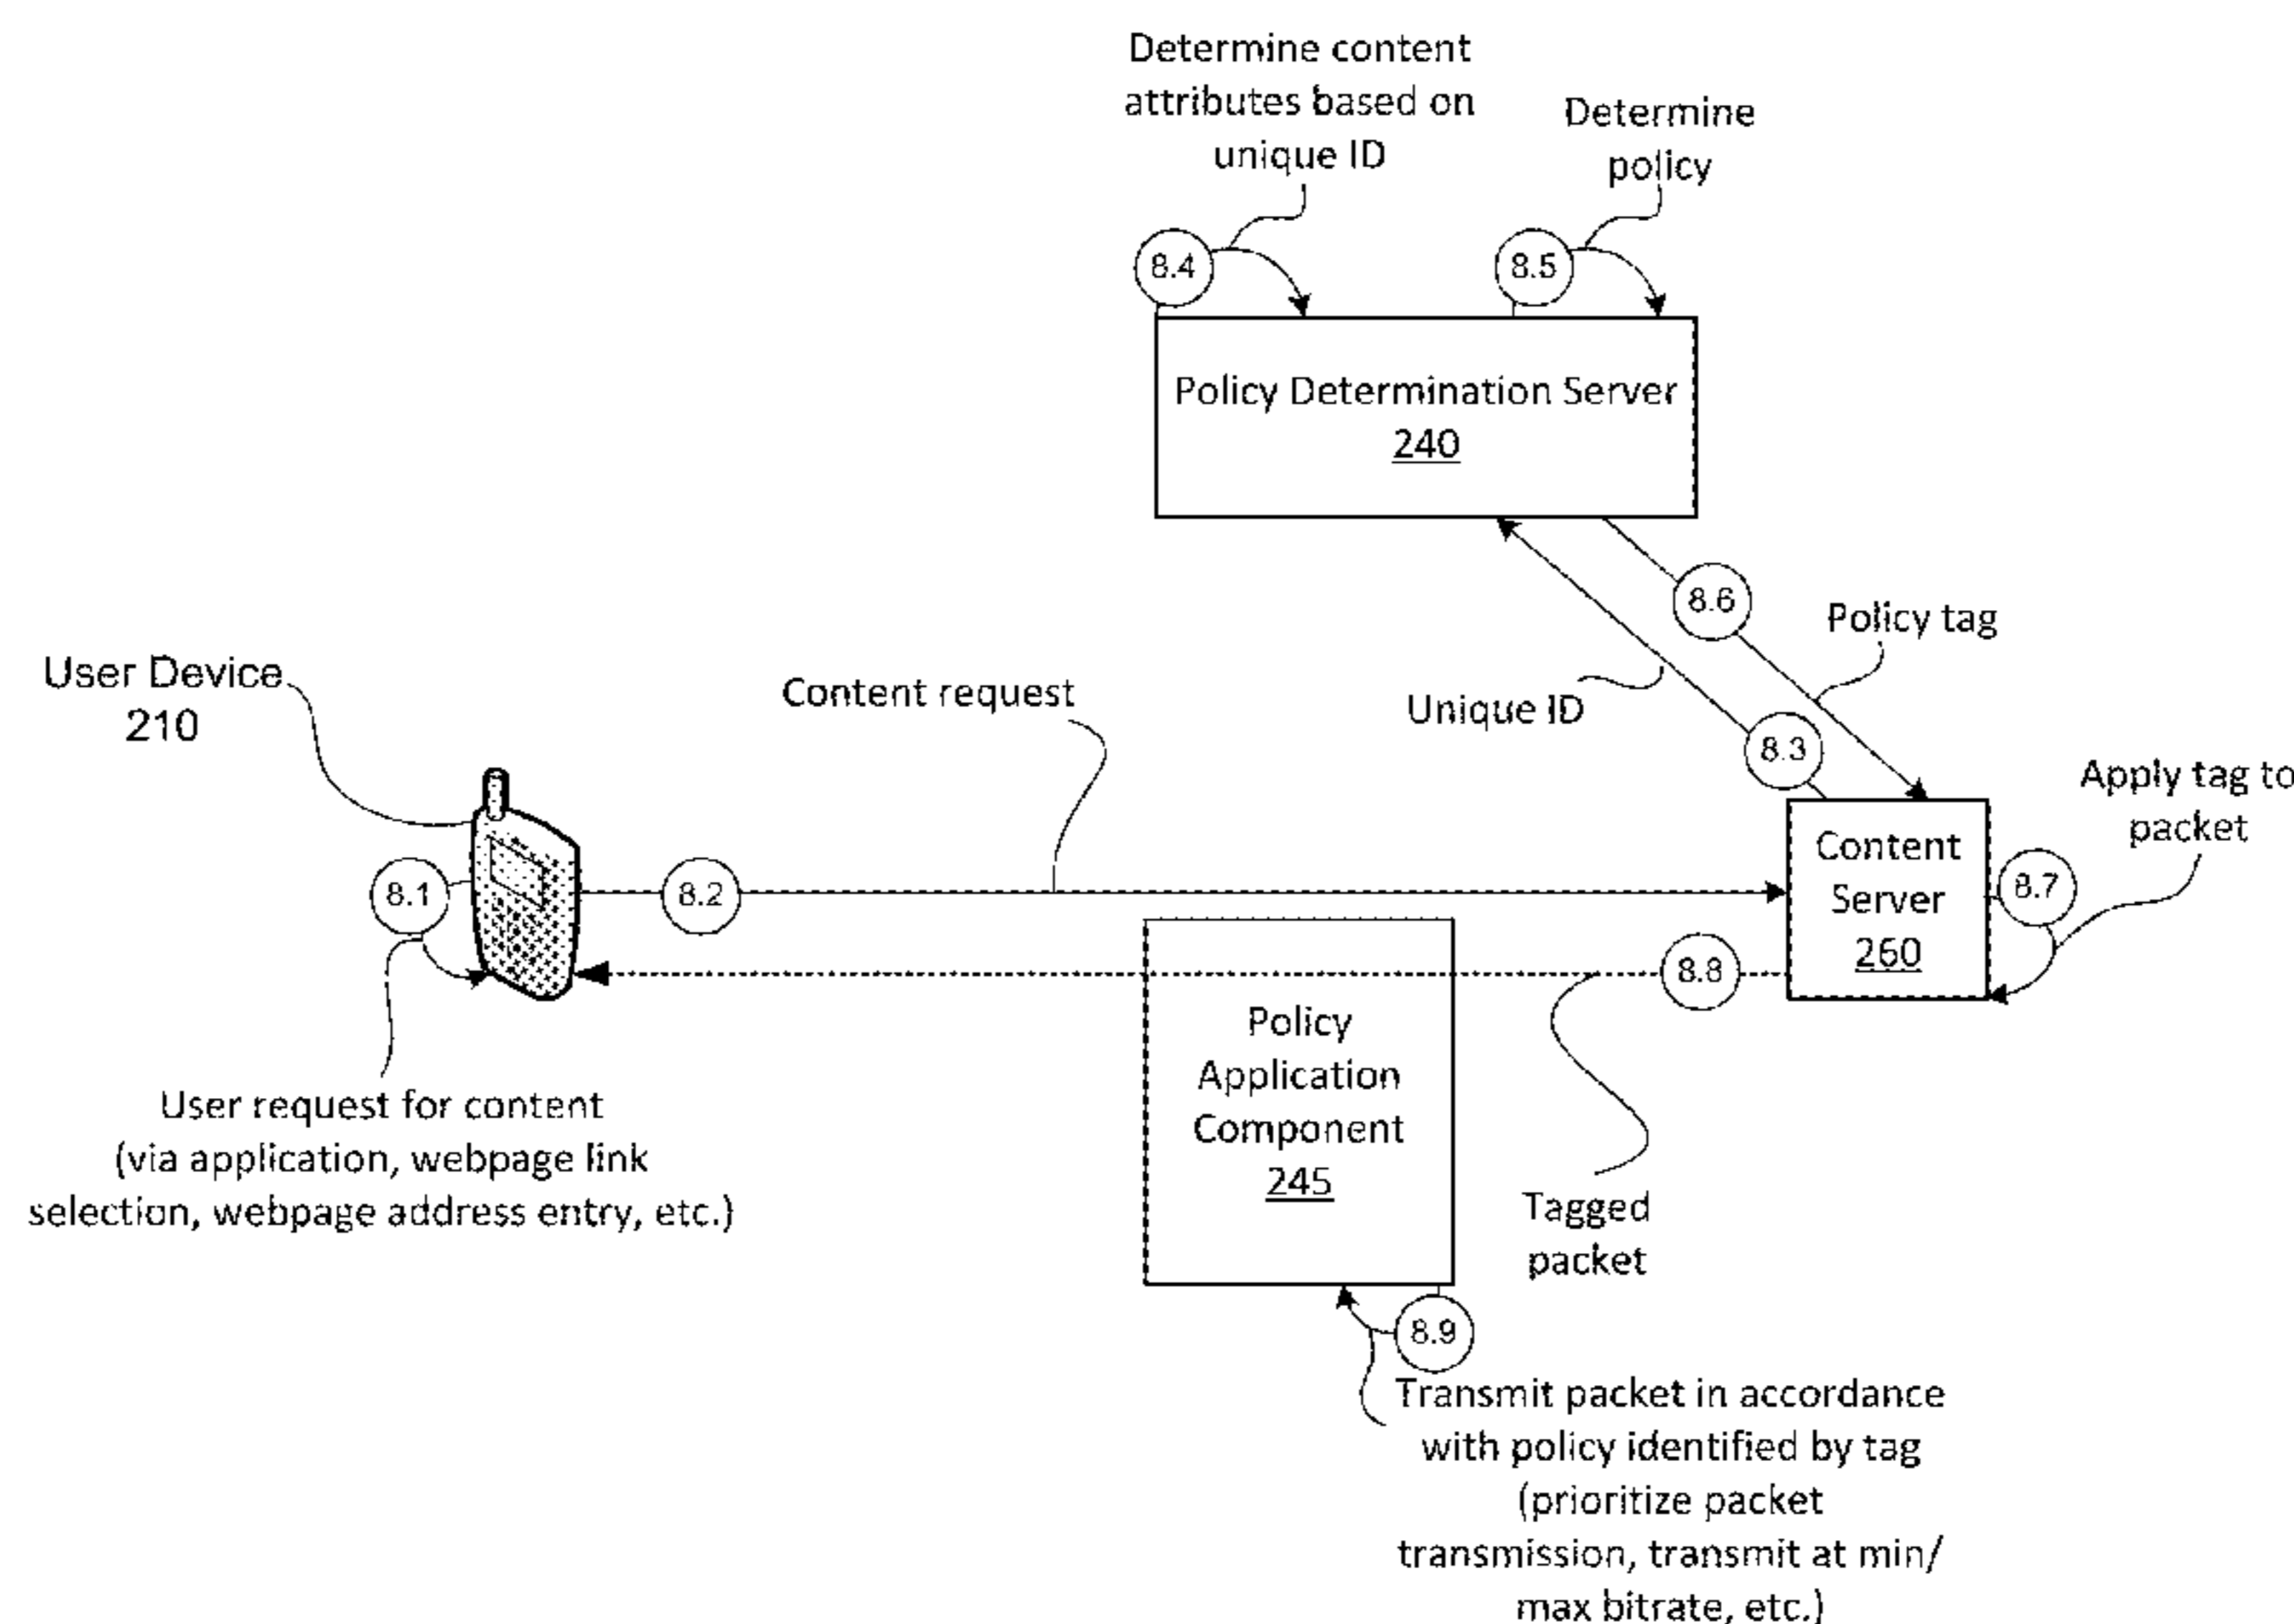 Determine content
attributes based on
unique ID
Determine
policy
8.4
8.5
Policy Determination Server
240
8.6
Policy tag
Unique ID
8.3
User Device
210
Content request
Apply tag to
packet
8.1
8.2
Content
Server
260
8.7
8.8
Policy
Application
Component
245
User request for content
(via application, webpage link
selection, webpage address entry, etc.)
Tagged
packet
8.9
Transmit packet in accordance
with policy identified by tag
(prioritize packet
transmission, transmit at min/
max bitrate, etc.)